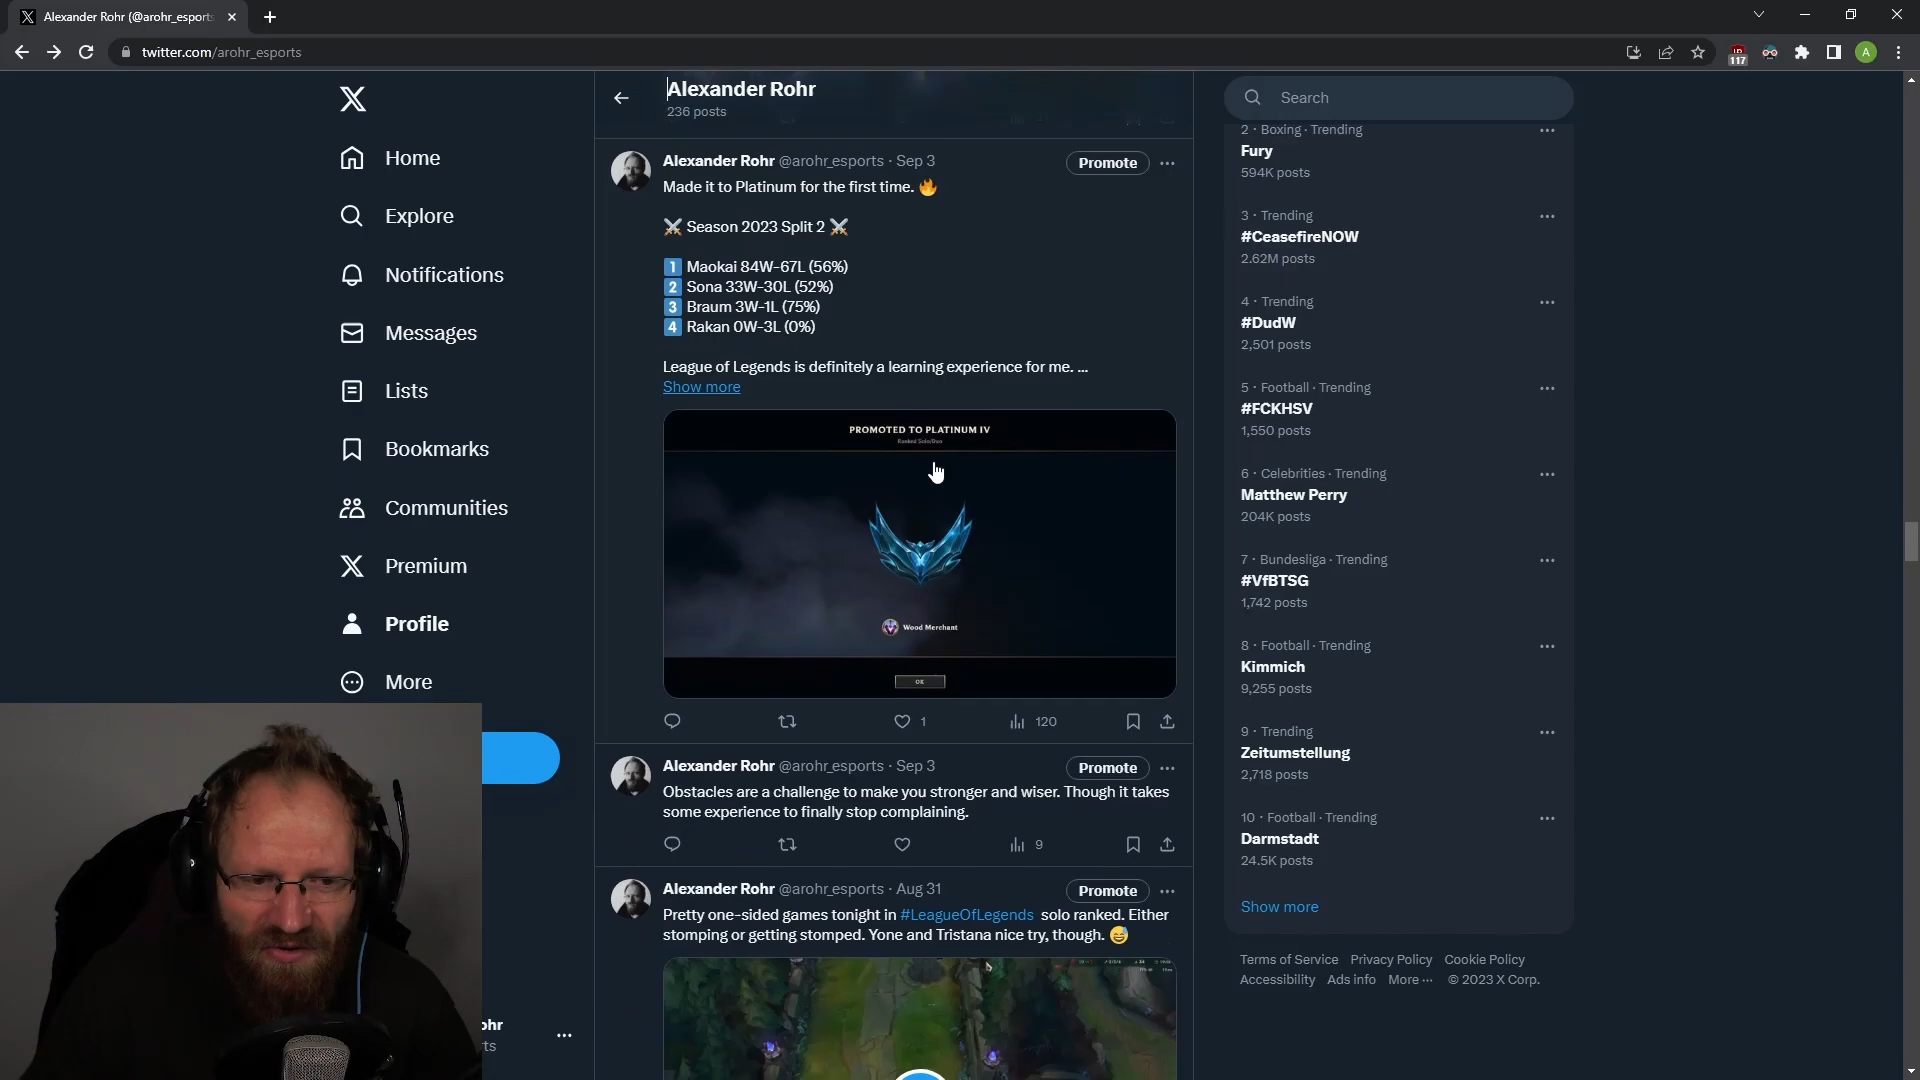 Alexander Rohr (@arohr_esports
twitter.com/arohr_esports
117
A
Home
Explore
Notifications
Messages
Lists
Bookmarks
Communities
Premium
Profile
More
ohr
rts
Alexander Rohr
236 posts
Alexander Rohr @arohr_esports · Sep 3
Promote
Made it to Platinum for the first time. 🔥
⚔️ Season 2023 Split 2 ⚔️
1 Maokai 84W-67L (56%)
2 Sona 33W-30L (52%)
3 Braum 3W-1L (75%)
4 Rakan 0W-3L (0%)
League of Legends is definitely a learning experience for me. ...
Show more
PROMOTED TO PLATINUM IV
Ranked Solo/Duo
Wood Merchant
OK
1
120
Alexander Rohr @arohr_esports · Sep 3
Promote
Obstacles are a challenge to make you stronger and wiser. Though it takes
some experience to finally stop complaining.
9
Alexander Rohr @arohr_esports · Aug 31
Promote
Pretty one-sided games tonight in #LeagueOfLegends solo ranked. Either
stomping or getting stomped. Yone and Tristana nice try, though. 😅
Search
2 · Boxing · Trending
Fury
594K posts
3 · Trending
#CeasefireNOW
2.62M posts
4 · Trending
#DudW
2,501 posts
5 · Football · Trending
#FCKHSV
1,550 posts
6 · Celebrities · Trending
Matthew Perry
204K posts
7 · Bundesliga · Trending
#VfBTSG
1,742 posts
8 · Football · Trending
Kimmich
9,255 posts
9 · Trending
Zeitumstellung
2,718 posts
10 · Football · Trending
Darmstadt
24.5K posts
Show more
Terms of Service Privacy Policy Cookie Policy
Accessibility Ads info More ··· © 2023 X Corp.